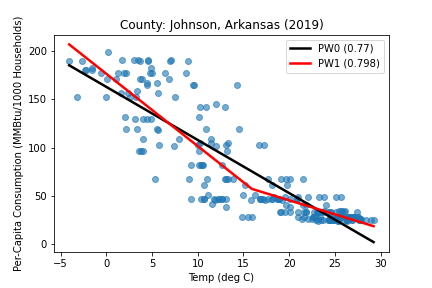 County: Johnson, Arkansas (2019)
PW0 (0.77)
PW1 (0.798)
Per-Capita Consumption (MMBtu/1000 Households)
200
150
100
50
0
-5 0 5 10 15 20 25 30
Temp (deg C)